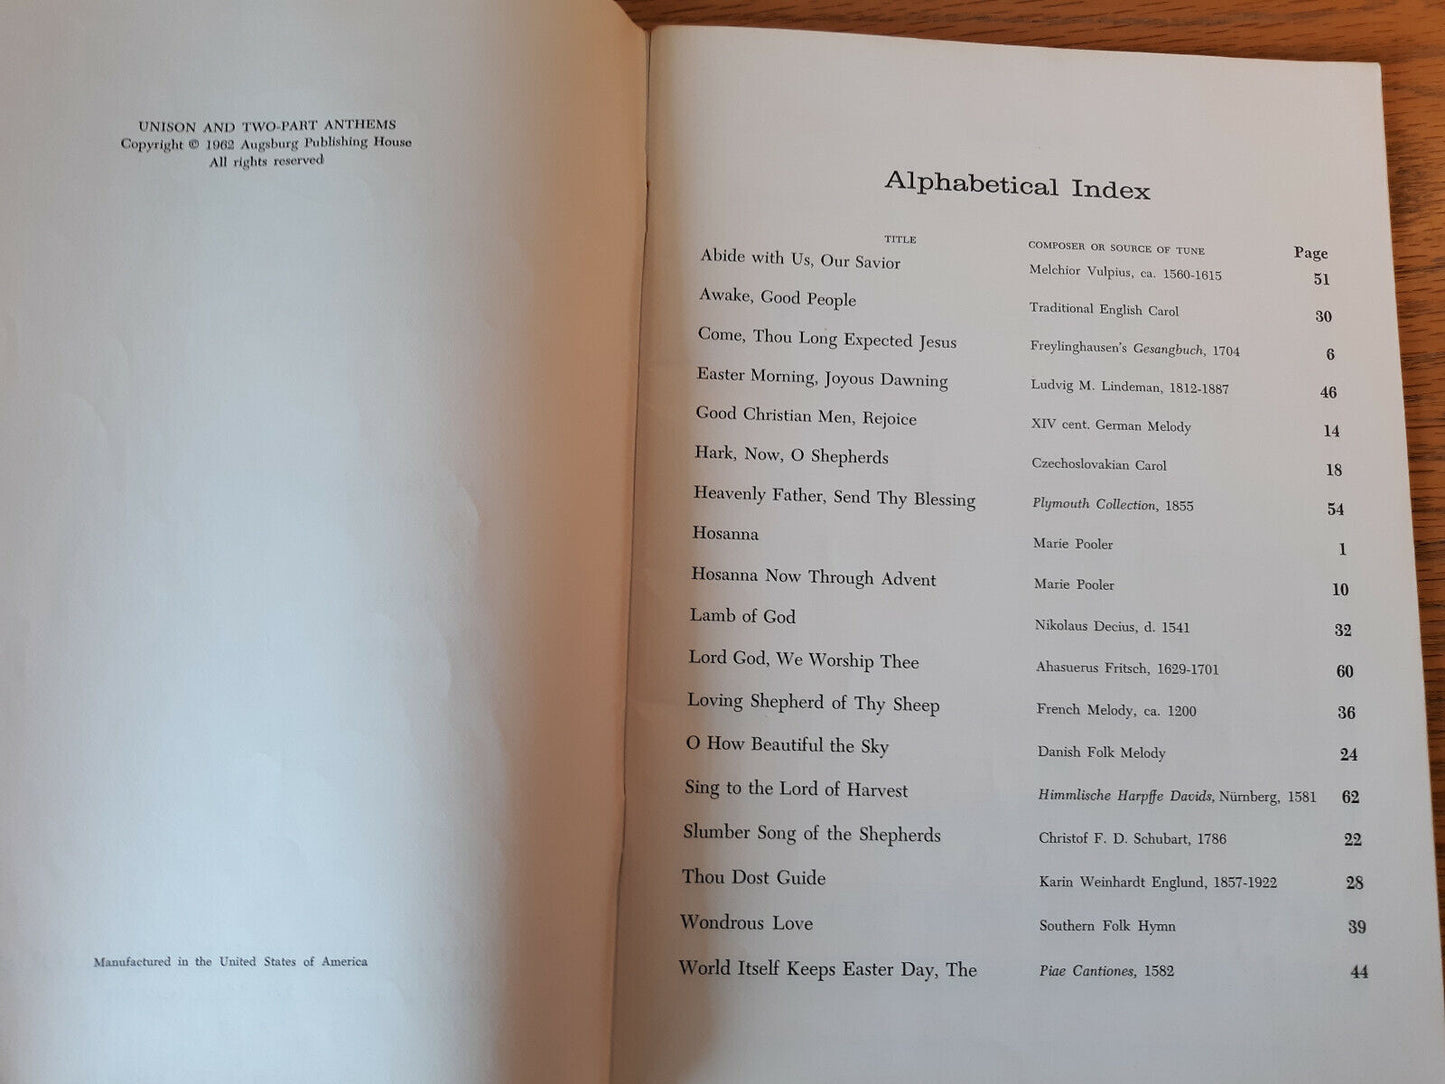 UNISON AND TWO-PART ANTHEMS
Copyright © 1962 Augsburg Publishing House
All rights reserved
Manufactured in the United States of America
Alphabetical Index
TITLE COMPOSER OR SOURCE OF TUNE Page
Abide with Us, Our Savior Melchior Vulpius, ca. 1560-1615 51
Awake, Good People Traditional English Carol 30
Come, Thou Long Expected Jesus Freylinghausen's Gesangbuch, 1704 6
Easter Morning, Joyous Dawning Ludvig M. Lindeman, 1812-1887 46
Good Christian Men, Rejoice XIV cent. German Melody 14
Hark, Now, O Shepherds Czechoslovakian Carol 18
Heavenly Father, Send Thy Blessing Plymouth Collection, 1855 54
Hosanna Marie Pooler 1
Hosanna Now Through Advent Marie Pooler 10
Lamb of God Nikolaus Decius, d. 1541 32
Lord God, We Worship Thee Ahasuerus Fritsch, 1629-1701 60
Loving Shepherd of Thy Sheep French Melody, ca. 1200 36
O How Beautiful the Sky Danish Folk Melody 24
Sing to the Lord of Harvest Himmlische Harpffe Davids, Nürnberg, 1581 62
Slumber Song of the Shepherds Christof F. D. Schubart, 1786 22
Thou Dost Guide Karin Weinhardt Englund, 1857-1922 28
Wondrous Love Southern Folk Hymn 39
World Itself Keeps Easter Day, The Piae Cantiones, 1582 44